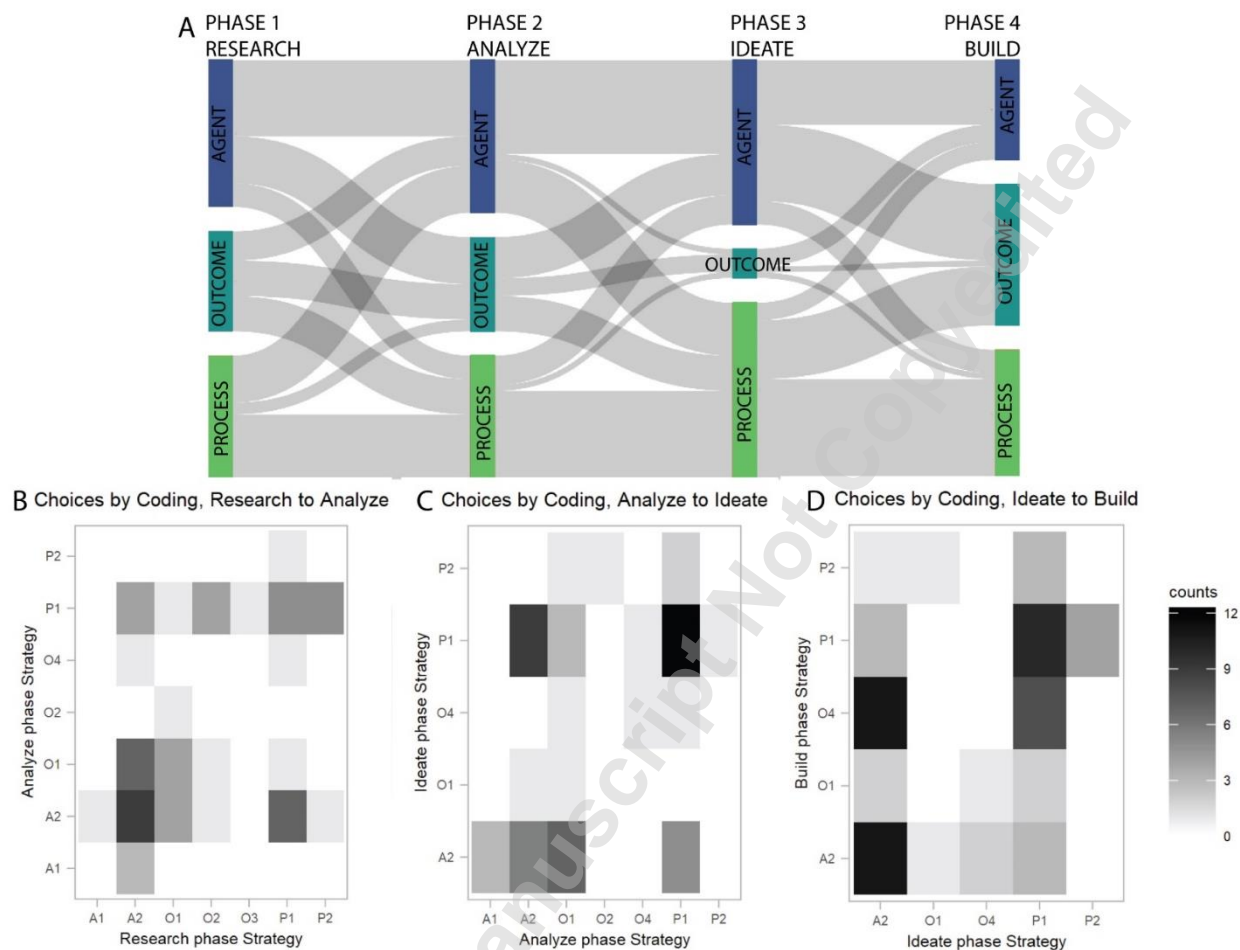 A
PHASE 1
RESEARCH
PHASE 2
ANALYZE
PHASE 3
IDEATE
PHASE 4
BUILD
AGENT
AGENT
AGENT
AGENT
OUTCOME
OUTCOME
OUTCOME
OUTCOME
PROCESS
PROCESS
PROCESS
PROCESS
B Choices by Coding, Research to Analyze
Analyze phase Strategy
P2
P1
O4
O2
O1
A2
A1
A1 A2 O1 O2 O3 P1 P2
Research phase Strategy
C Choices by Coding, Analyze to Ideate
Ideate phase Strategy
P2
P1
O4
O1
A2
A1 A2 O1 O2 O4 P1 P2
Analyze phase Strategy
D Choices by Coding, Ideate to Build
Build phase Strategy
P2
P1
O4
O1
A2
A2 O1 O4 P1 P2
Ideate phase Strategy
counts
12
9
6
3
0
Not Copyedited